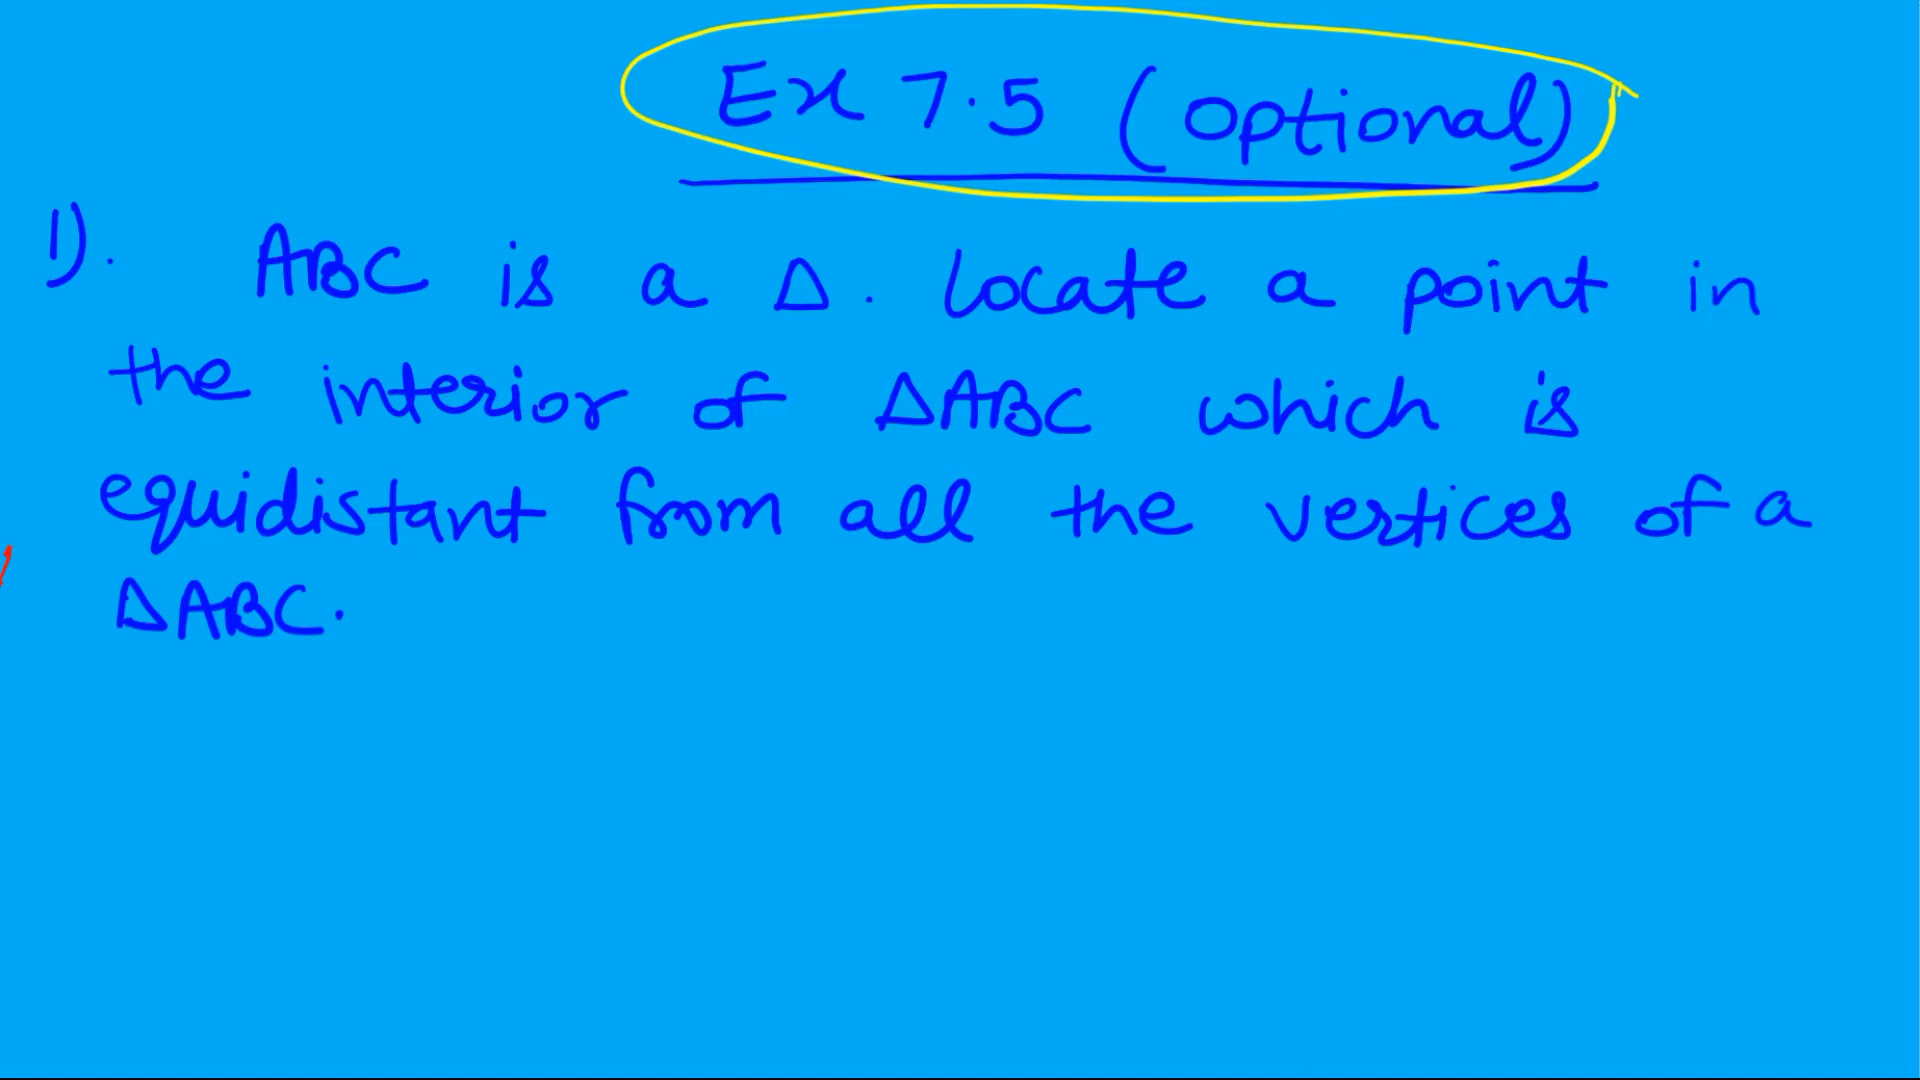 Ex 7.5 (optional)
1). ABC is a Δ. locate a point in
the interior of ΔABC which is
equidistant from all the vertices of a
ΔABC.